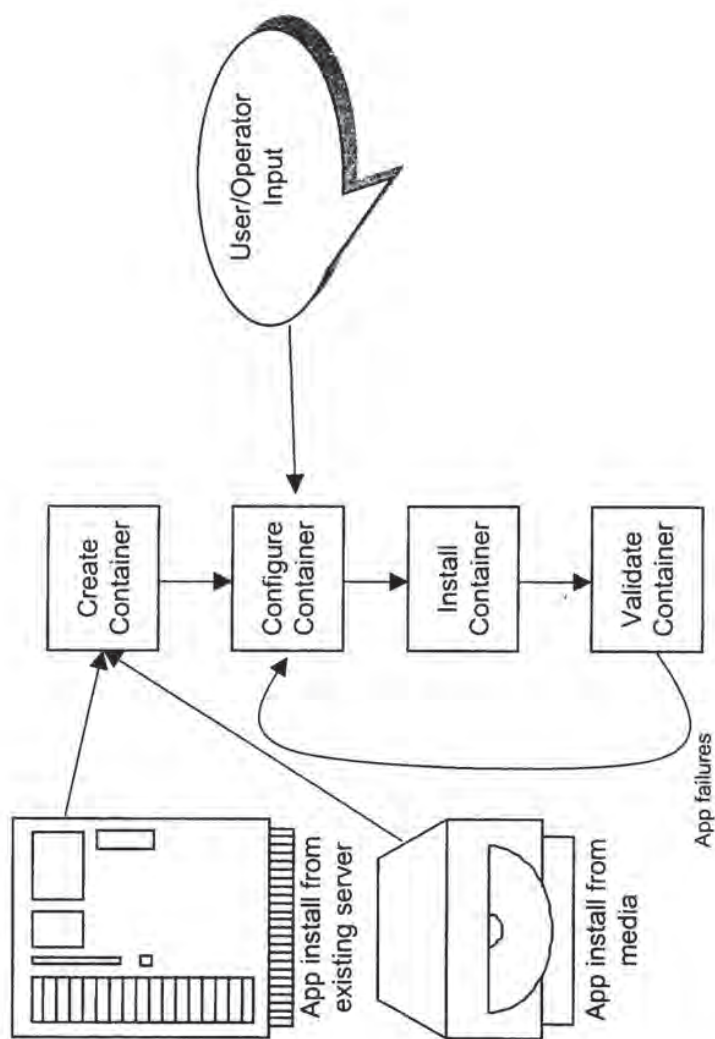 User/Operator
Input
Create
Container
Configure
Container
Install
Container
Validate
Container
App install from
existing server
App install from
media
App failures